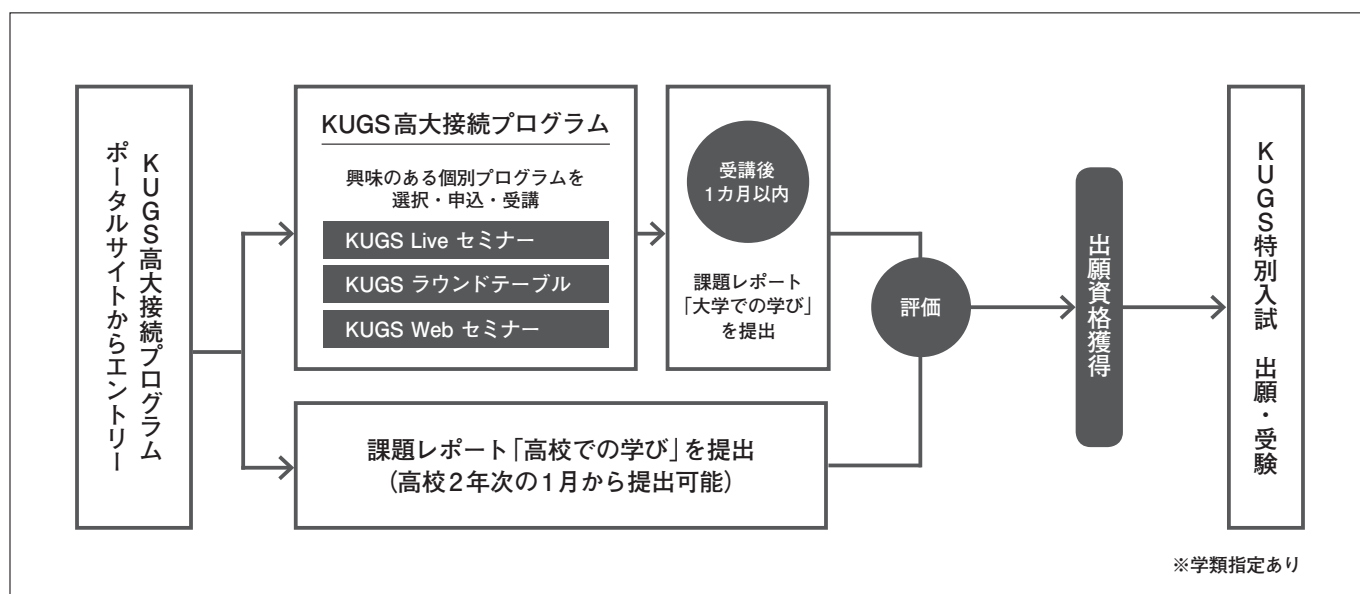 KUGS高大接続プログラム
ポータルサイトからエントリー
KUGS高大接続プログラム
興味のある個別プログラムを
選択・申込・受講
KUGS Live セミナー
KUGS ラウンドテーブル
KUGS Web セミナー
受講後
1カ月以内
課題レポート
「大学での学び」
を提出
課題レポート「高校での学び」を提出
(高校2年次の1月から提出可能)
評価
出願資格獲得
KUGS特別入試 出願・受験
※学類指定あり